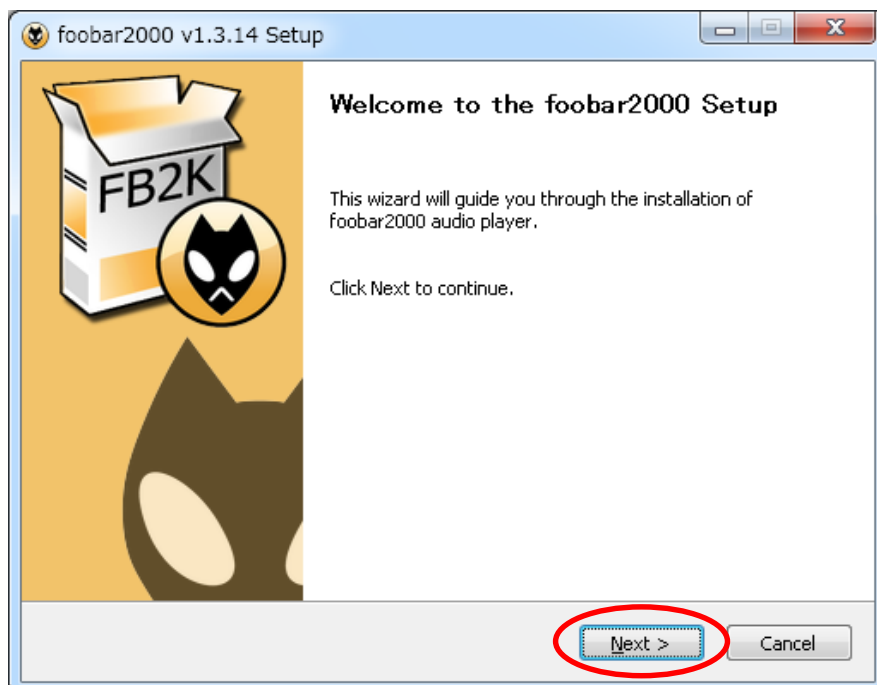 foobar2000 v1.3.14 Setup
Welcome to the foobar2000 Setup
FB2K
This wizard will guide you through the installation of
foobar2000 audio player.
Click Next to continue.
Next >
Cancel